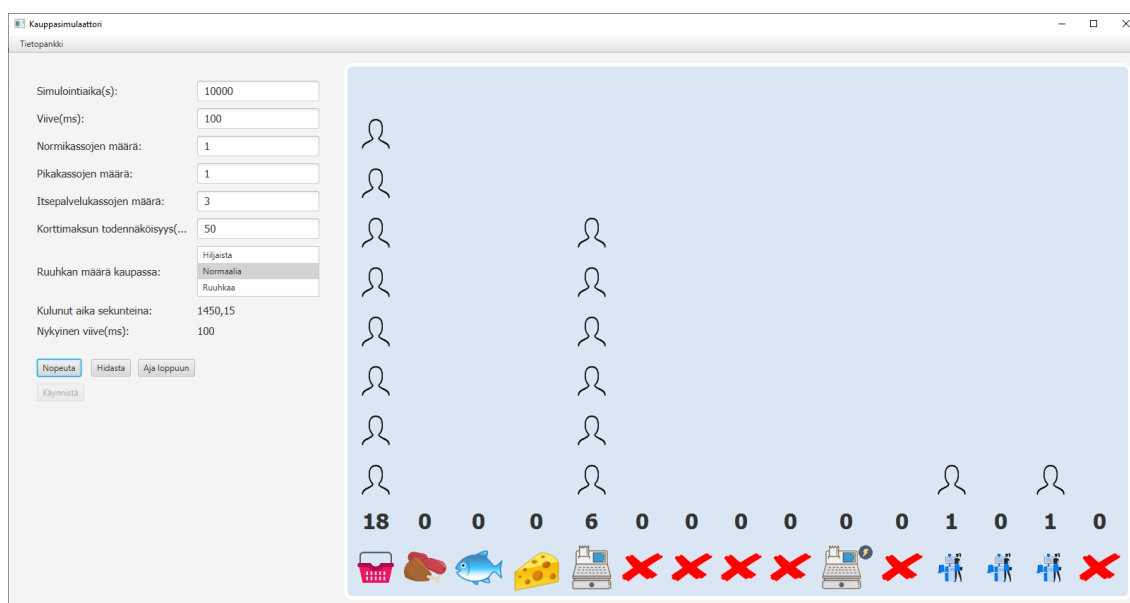 Kauppasimulaattori
Tietopankki
Simulointiaika(s): 10000
Viive(ms): 100
Normikassojen määrä: 1
Pikakassojen määrä: 1
Itsepalvelukassojen määrä: 3
Korttimaksun todennäköisyys(... 50
Hiljaista
Ruuhkan määrä kaupassa: Normaalia
Ruuhkaa
Kulunut aika sekunteina: 1450,15
Nykyinen viive(ms): 100
Nopeuta Hidasta Aja loppuun
Käynnistä
18 0 0 0 6 0 0 0 0 0 0 1 0 1 0